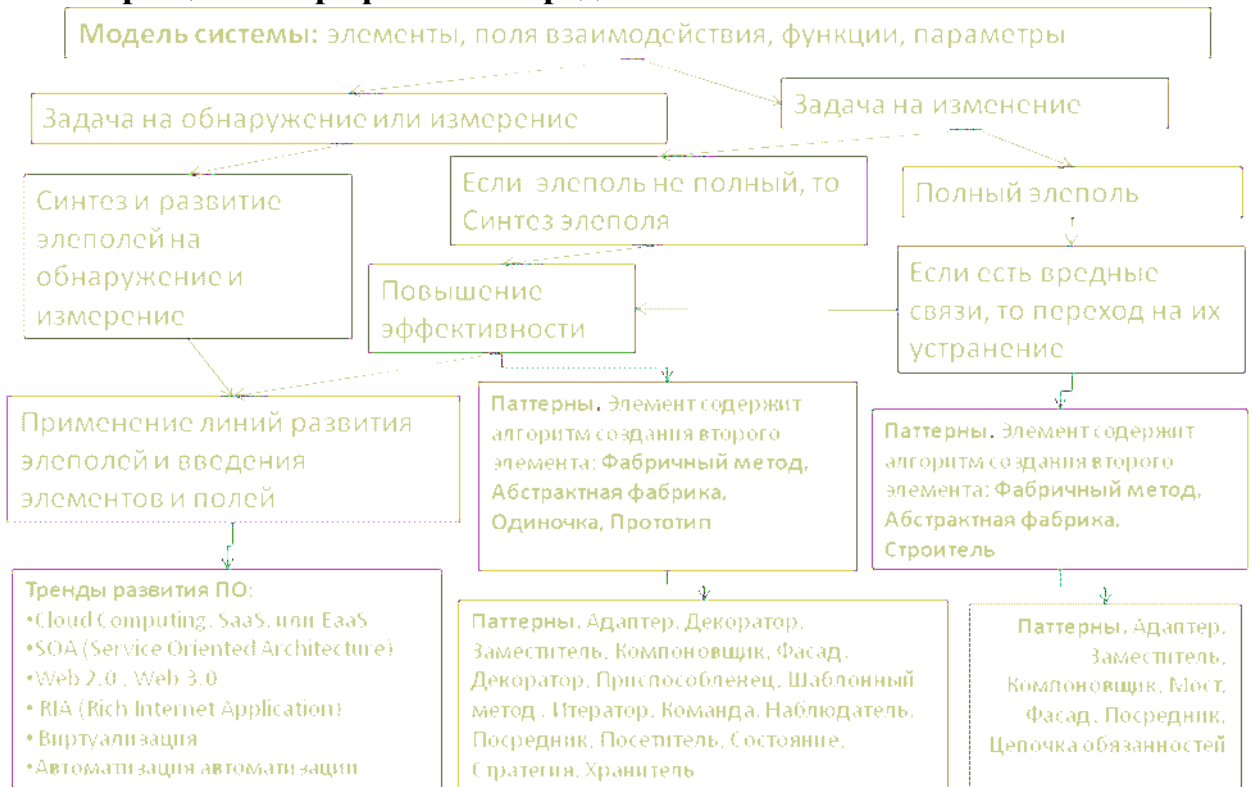 Модель системы: элементы, поля взаимодействия, функции, параметры
Задача на обнаружение или измерение
Задача на изменение
Синтез и развитие
элеполей на
обнаружение и
измерение
Если элеполь не полный, то
Синтез элеполя
Полный элеполь
Повышение
эффективности
Если есть вредные
связи, то переход на их
устранение
Применение линий развития
элеполей и введения
элементов и полей
Паттерны. Элемент содержит
алгоритм создания второго
элемента: Фабричный метод,
Абстрактная фабрика,
Одиночка, Прототип
Паттерны. Элемент содержит
алгоритм создания второго
элемента: Фабричный метод,
Абстрактная фабрика,
Строитель
Тренды развития ПО:
•Cloud Computing, SaaS, или EaaS
•SOA (Service Oriented Architecture)
•Web 2.0 , Web 3.0
• RIA (Rich Internet Application)
• Виртуализация
•Автоматизация автоматизации
Паттерны. Адаптер, Декоратор,
Заместитель, Компоновщик, Фасад,
Декоратор, Приспособленец, Шаблонный
метод , Итератор, Команда, Наблюдатель,
Посредник, Посетитель, Состояние,
Стратегия, Хранитель
Паттерны. Адаптер,
Заместитель,
Компоновщик, Мост,
Фасад, Посредник,
Цепочка обязанностей